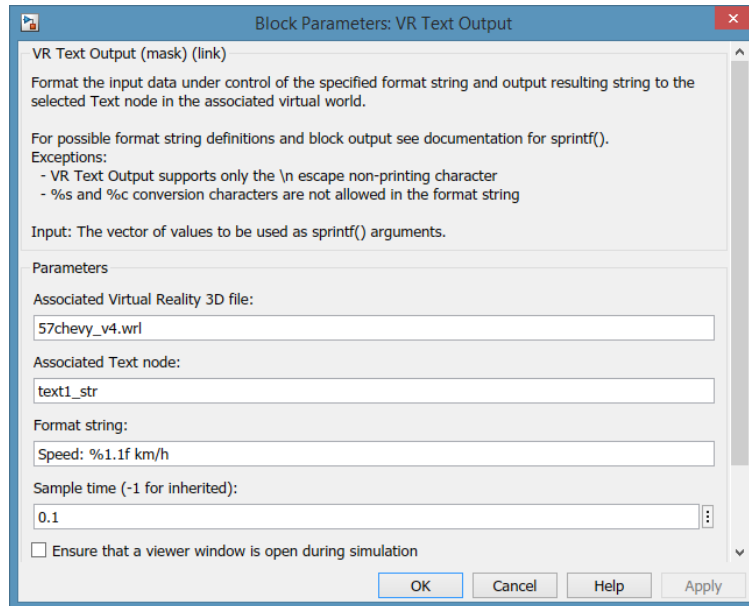 Block Parameters: VR Text Output
VR Text Output (mask) (link)
Format the input data under control of the specified format string and output resulting string to the
selected Text node in the associated virtual world.
For possible format string definitions and block output see documentation for sprintf().
Exceptions:
- VR Text Output supports only the \n escape non-printing character
- %s and %c conversion characters are not allowed in the format string
Input: The vector of values to be used as sprintf() arguments.
Parameters
Associated Virtual Reality 3D file:
57chevy_v4.wrl
Associated Text node:
text1_str
Format string:
Speed: %1.1f km/h
Sample time (-1 for inherited):
0.1
Ensure that a viewer window is open during simulation
OK Cancel Help Apply